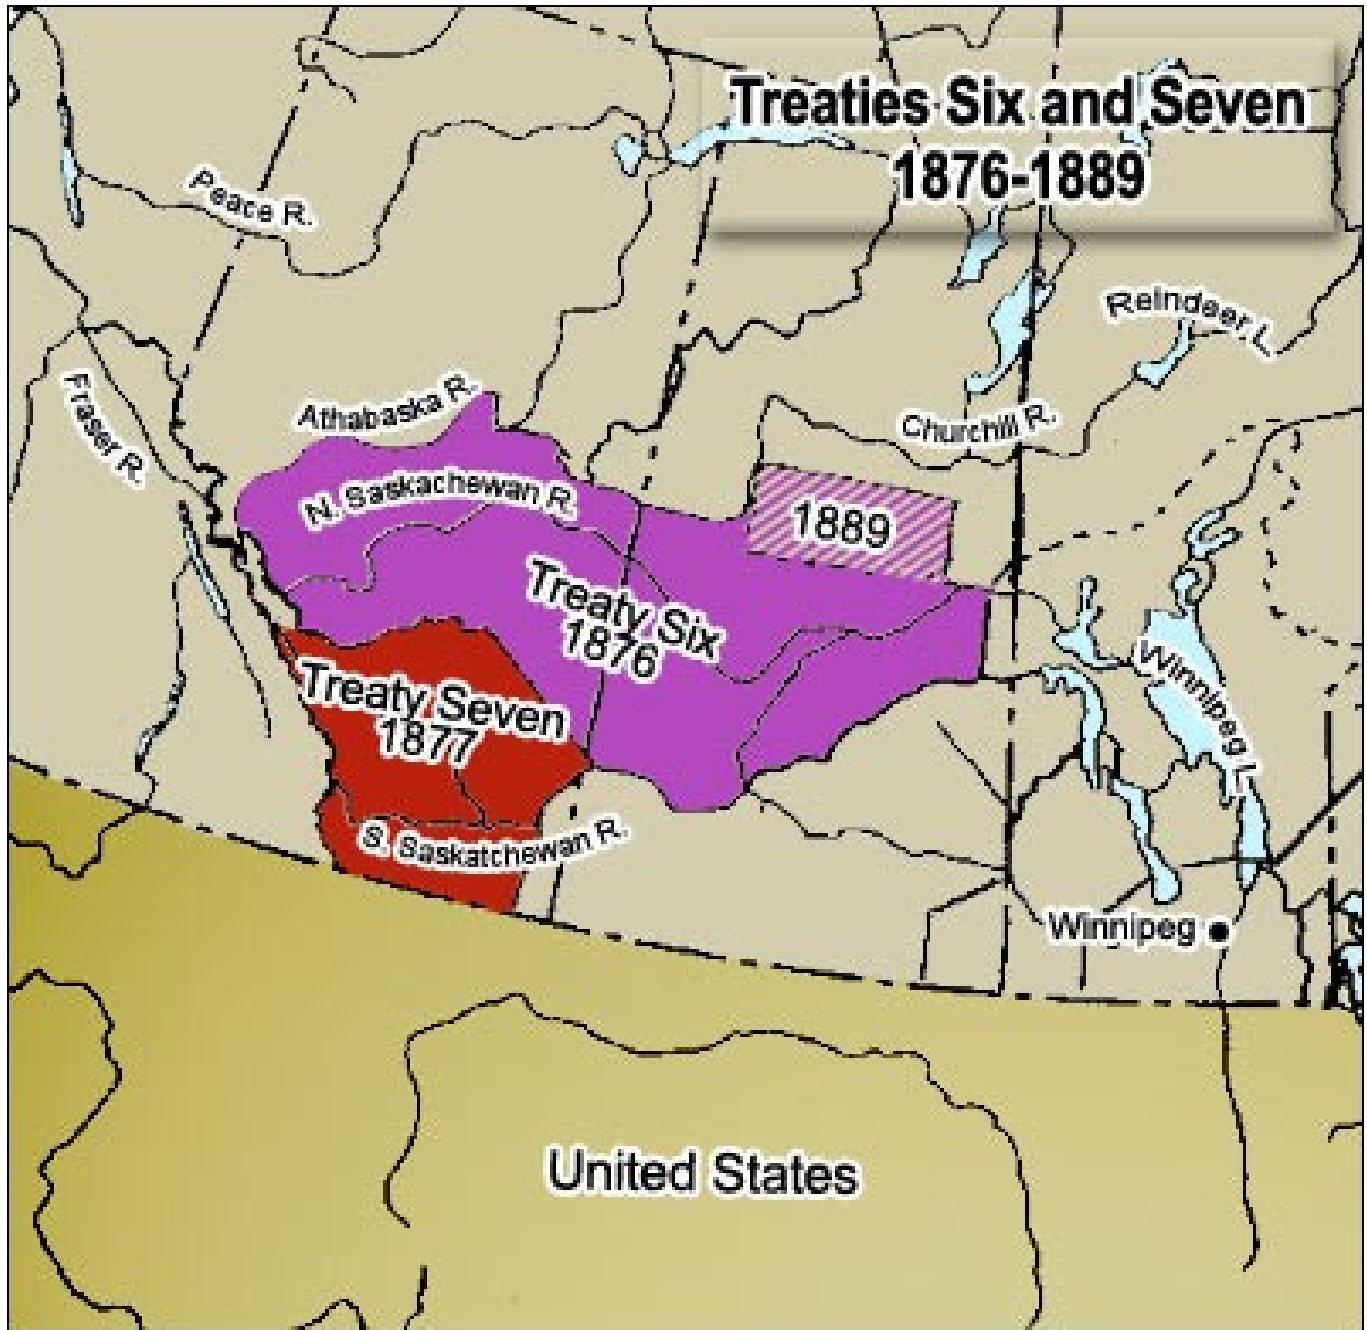 Treaties Six and Seven
1876-1889
Peace R.
Reindeer L.
Fraser R.
Athabaska R.
Churchill R.
N. Saskachewan R.
1889
Treaty Six
1876
Winnipeg L.
Treaty Seven
1877
S. Saskatchewan R.
Winnipeg
United States